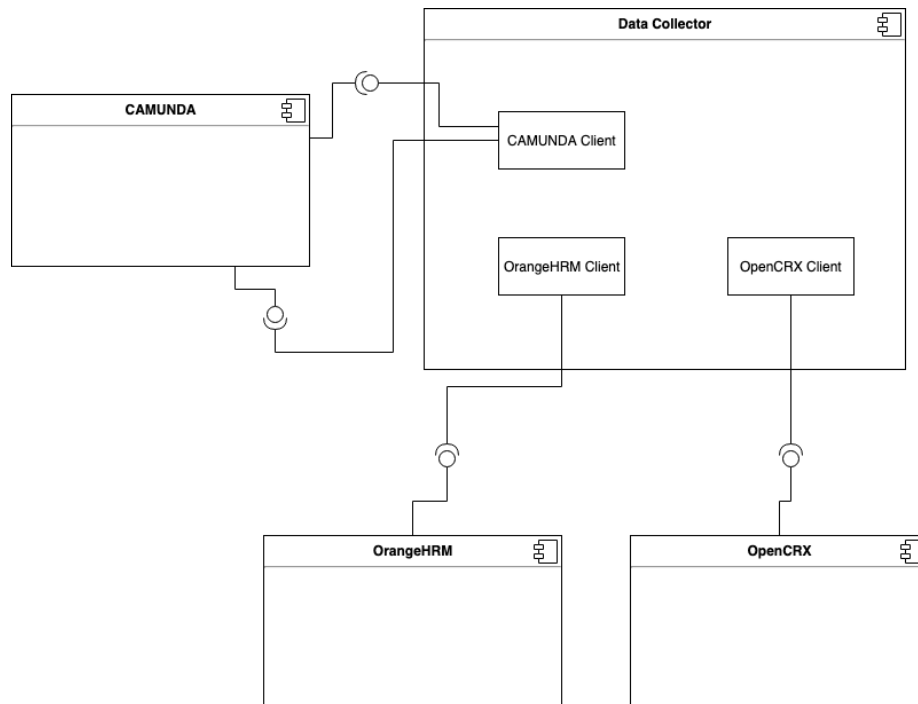 Data Collector
CAMUNDA
CAMUNDA Client
OrangeHRM Client
OpenCRX Client
OrangeHRM
OpenCRX